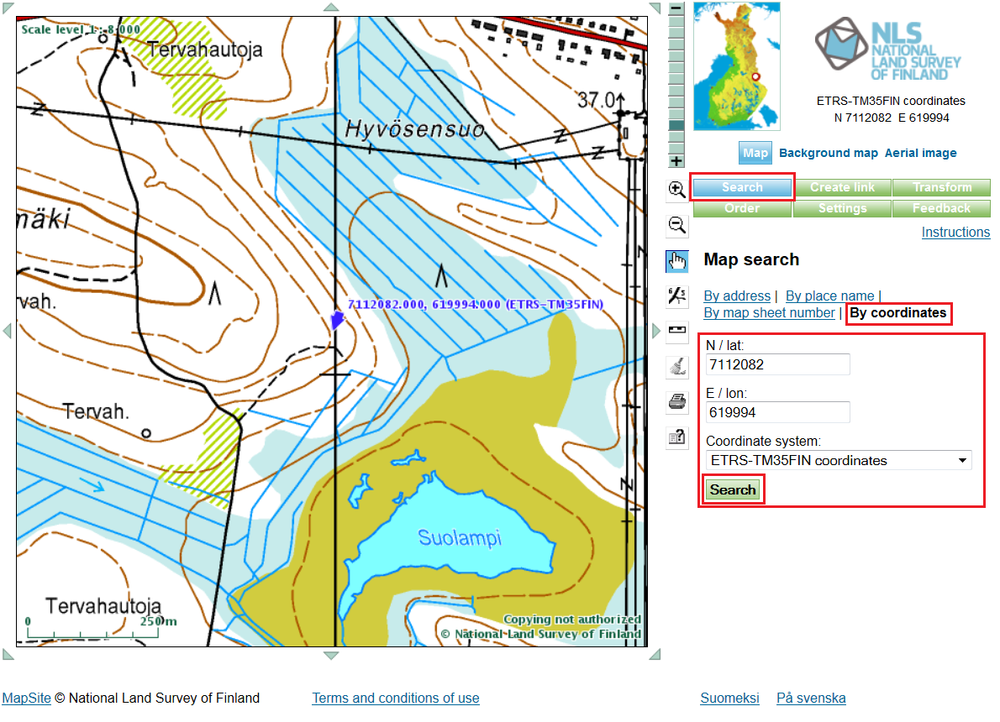 Scale level 1 : 8 000
Tervahautoja
37.0
Hyvösensuo
Z
Z
Z
mäki
N
7112082.000, 619994.000 (ETRS-TM35FIN)
vah.
Tervah.
N
Suolampi
Tervahautoja
0
250 m
Copying not authorized
© National Land Survey of Finland
NLS
NATIONAL
LAND SURVEY
OF FINLAND
ETRS-TM35FIN coordinates
N 7112082 E 619994
Map Background map Aerial image
Search Create link Transform
Order Settings Feedback
Instructions
Map search
By address | By place name |
By map sheet number | By coordinates
N / lat:
7112082
E / lon:
619994
Coordinate system:
ETRS-TM35FIN coordinates
Search
MapSite © National Land Survey of Finland Terms and conditions of use Suomeksi På svenska